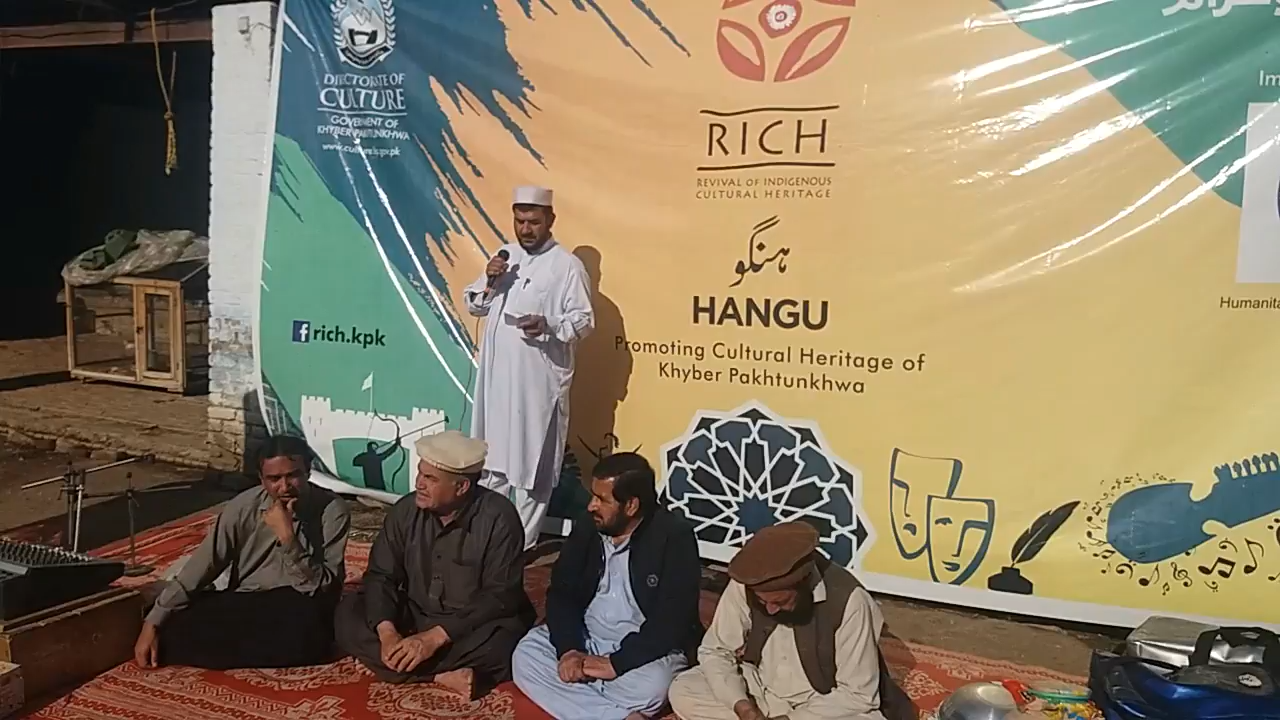 DIRECTORATE OF
CULTURE
GOVERNMENT OF
KHYBER PAKHTUNKHWA
RICH
REVIVAL OF INDIGENOUS
CULTURAL HERITAGE
ہنگو
HANGU
Promoting Cultural Heritage of
Khyber Pakhtunkhwa
rich.kpk